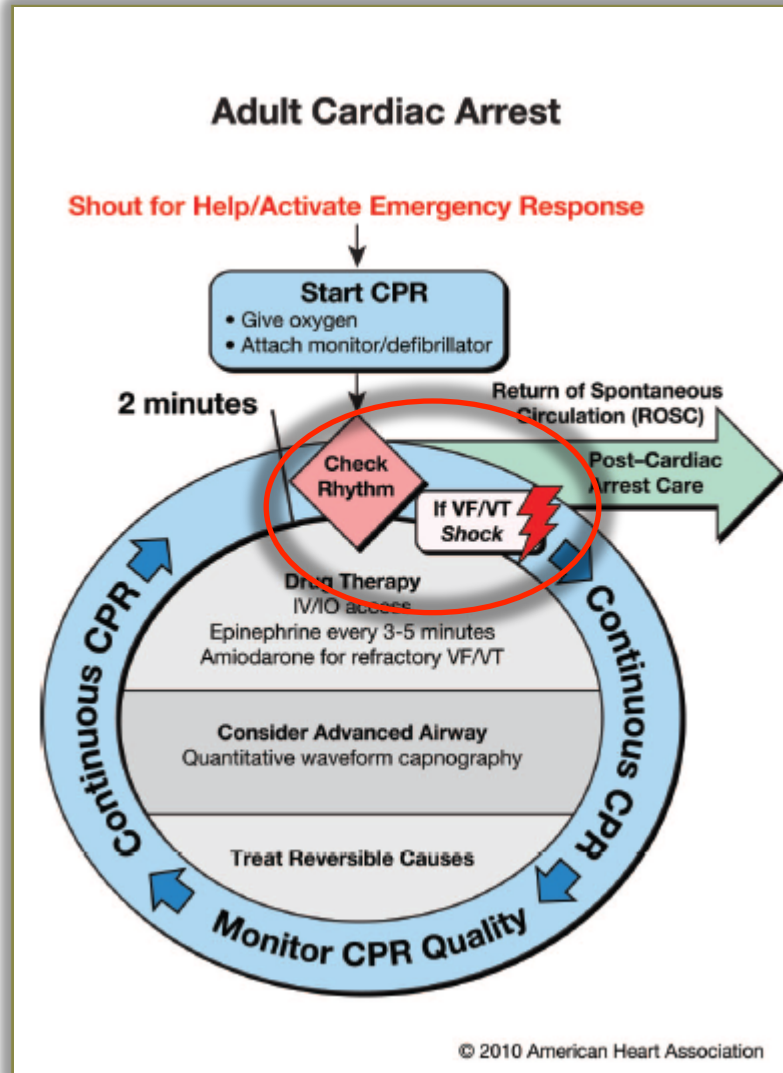 Adult Cardiac Arrest
Shout for Help/Activate Emergency Response
Start CPR
• Give oxygen
• Attach monitor/defibrillator
2 minutes
Return of Spontaneous
Circulation (ROSC)
Check
Rhythm
Post–Cardiac
Arrest Care
If VF/VT
Shock
Drug Therapy
IV/IO access
Epinephrine every 3-5 minutes
Amiodarone for refractory VF/VT
Consider Advanced Airway
Quantitative waveform capnography
Treat Reversible Causes
Continuous CPR
Continuous CPR
Monitor CPR Quality
© 2010 American Heart Association